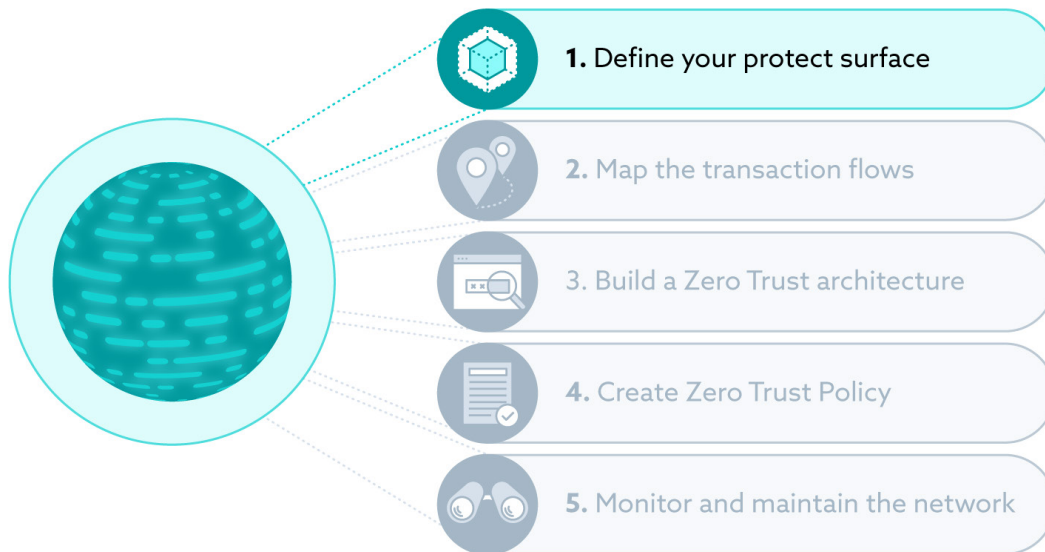 1. Define your protect surface
2. Map the transaction flows
3. Build a Zero Trust architecture
4. Create Zero Trust Policy
5. Monitor and maintain the network